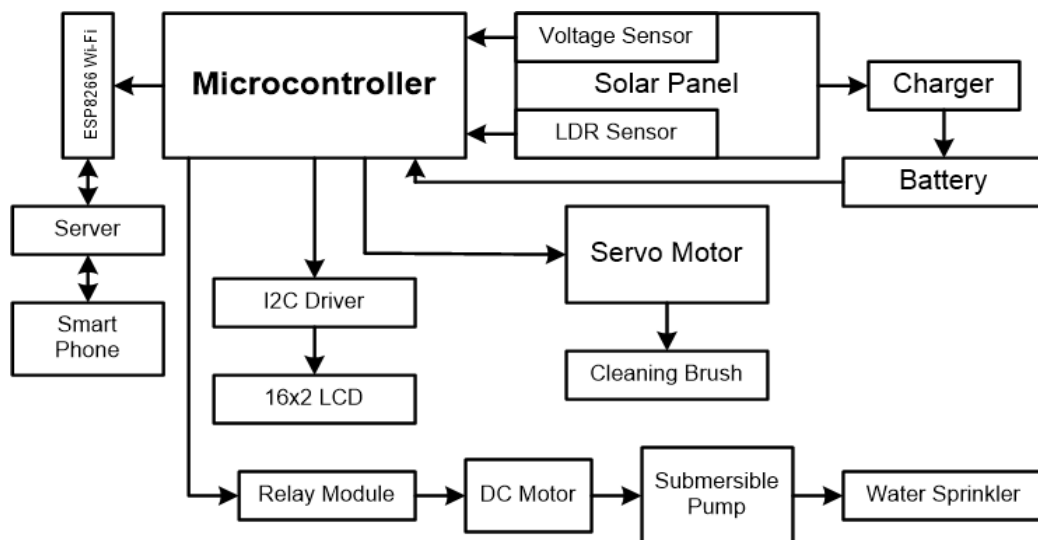 ESP8266 Wi-Fi
Microcontroller
Voltage Sensor
Solar Panel
LDR Sensor
Charger
Battery
Server
Smart
Phone
I2C Driver
16x2 LCD
Servo Motor
Cleaning Brush
Relay Module
DC Motor
Submersible
Pump
Water Sprinkler